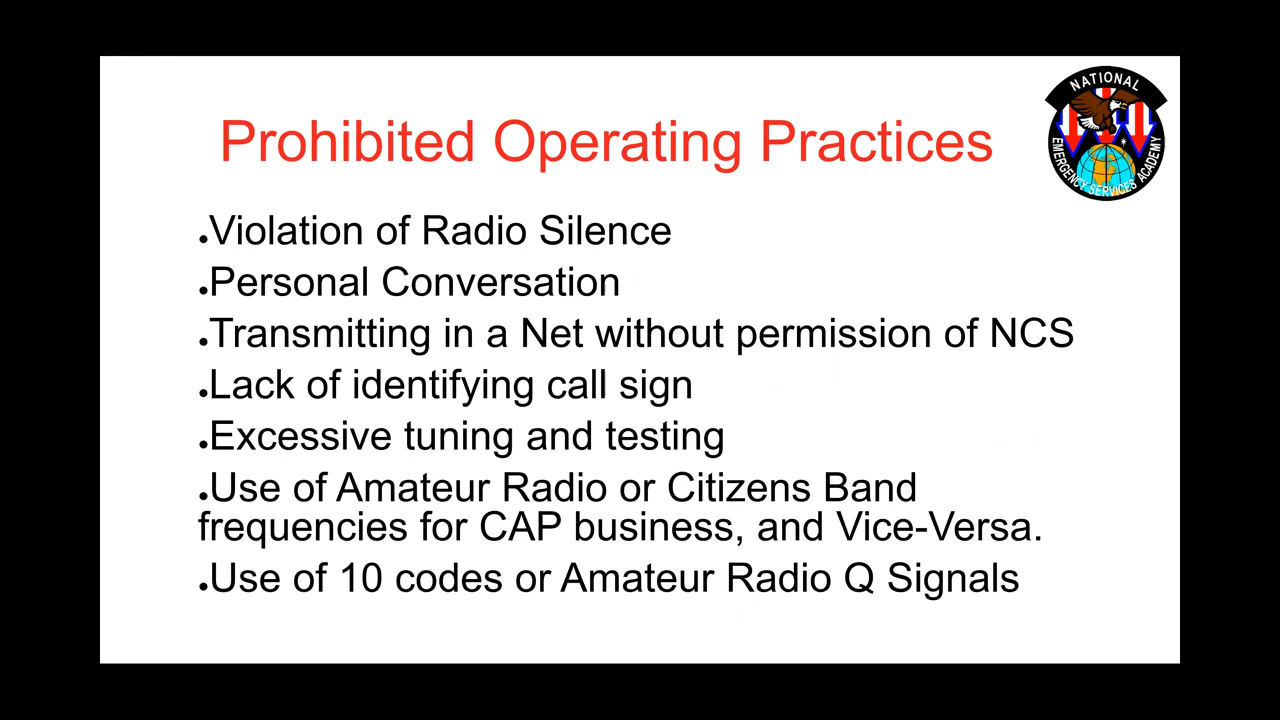 NATIONAL
EMERGENCY SERVICES ACADEMY
Prohibited Operating Practices
●Violation of Radio Silence
●Personal Conversation
●Transmitting in a Net without permission of NCS
●Lack of identifying call sign
●Excessive tuning and testing
●Use of Amateur Radio or Citizens Band
frequencies for CAP business, and Vice-Versa.
●Use of 10 codes or Amateur Radio Q Signals